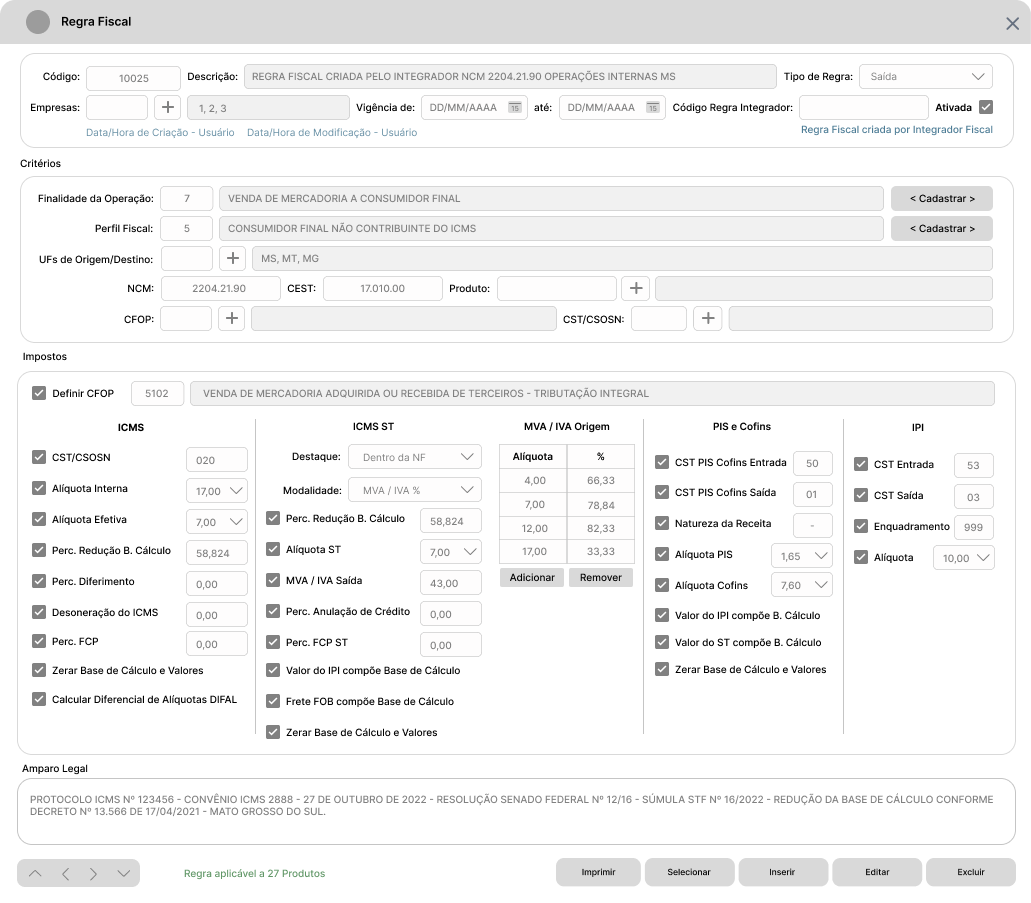 Regra Fiscal
Código: 10025 Descrição: REGRA FISCAL CRIADA PELO INTEGRADOR NCM 2204.21.90 OPERAÇÕES INTERNAS MS Tipo de Regra: Saída
Empresas: 1, 2, 3 Vigência de: DD/MM/AAAA 15 até: DD/MM/AAAA 15 Código Regra Integrador: Ativada
Data/Hora de Criação - Usuário Data/Hora de Modificação - Usuário Regra Fiscal criada por Integrador Fiscal
Critérios
Finalidade da Operação: 7 VENDA DE MERCADORIA A CONSUMIDOR FINAL < Cadastrar >
Perfil Fiscal: 5 CONSUMIDOR FINAL NÃO CONTRIBUINTE DO ICMS < Cadastrar >
UFs de Origem/Destino: MS, MT, MG
NCM: 2204.21.90 CEST: 17.010.00 Produto:
CFOP: CST/CSOSN:
Impostos
Definir CFOP 5102 VENDA DE MERCADORIA ADQUIRIDA OU RECEBIDA DE TERCEIROS - TRIBUTAÇÃO INTEGRAL
ICMS
CST/CSOSN 020
Alíquota Interna 17,00
Alíquota Efetiva 7,00
Perc. Redução B. Cálculo 58,824
Perc. Diferimento 0,00
Desoneração do ICMS 0,00
Perc. FCP 0,00
Zerar Base de Cálculo e Valores
Calcular Diferencial de Alíquotas DIFAL
ICMS ST
Destaque: Dentro da NF
Modalidade: MVA / IVA %
Perc. Redução B. Cálculo 58,824
Alíquota ST 7,00
MVA / IVA Saída 43,00
Perc. Anulação de Crédito 0,00
Perc. FCP ST 0,00
Valor do IPI compõe Base de Cálculo
Frete FOB compõe Base de Cálculo
Zerar Base de Cálculo e Valores
MVA / IVA Origem
Alíquota %
4,00 66,33
7,00 78,84
12,00 82,33
17,00 33,33
Adicionar Remover
PIS e Cofins
CST PIS Cofins Entrada 50
CST PIS Cofins Saída 01
Natureza da Receita -
Alíquota PIS 1,65
Alíquota Cofins 7,60
Valor do IPI compõe B. Cálculo
Valor do ST compõe B. Cálculo
Zerar Base de Cálculo e Valores
IPI
CST Entrada 53
CST Saída 03
Enquadramento 999
Alíquota 10,00
Amparo Legal
PROTOCOLO ICMS Nº 123456 - CONVÊNIO ICMS 2888 - 27 DE OUTUBRO DE 2022 - RESOLUÇÃO SENADO FEDERAL Nº 12/16 - SÚMULA STF Nº 16/2022 - REDUÇÃO DA BASE DE CÁLCULO CONFORME
DECRETO Nº 13.566 DE 17/04/2021 - MATO GROSSO DO SUL.
Regra aplicável a 27 Produtos
Imprimir Selecionar Inserir Editar Excluir